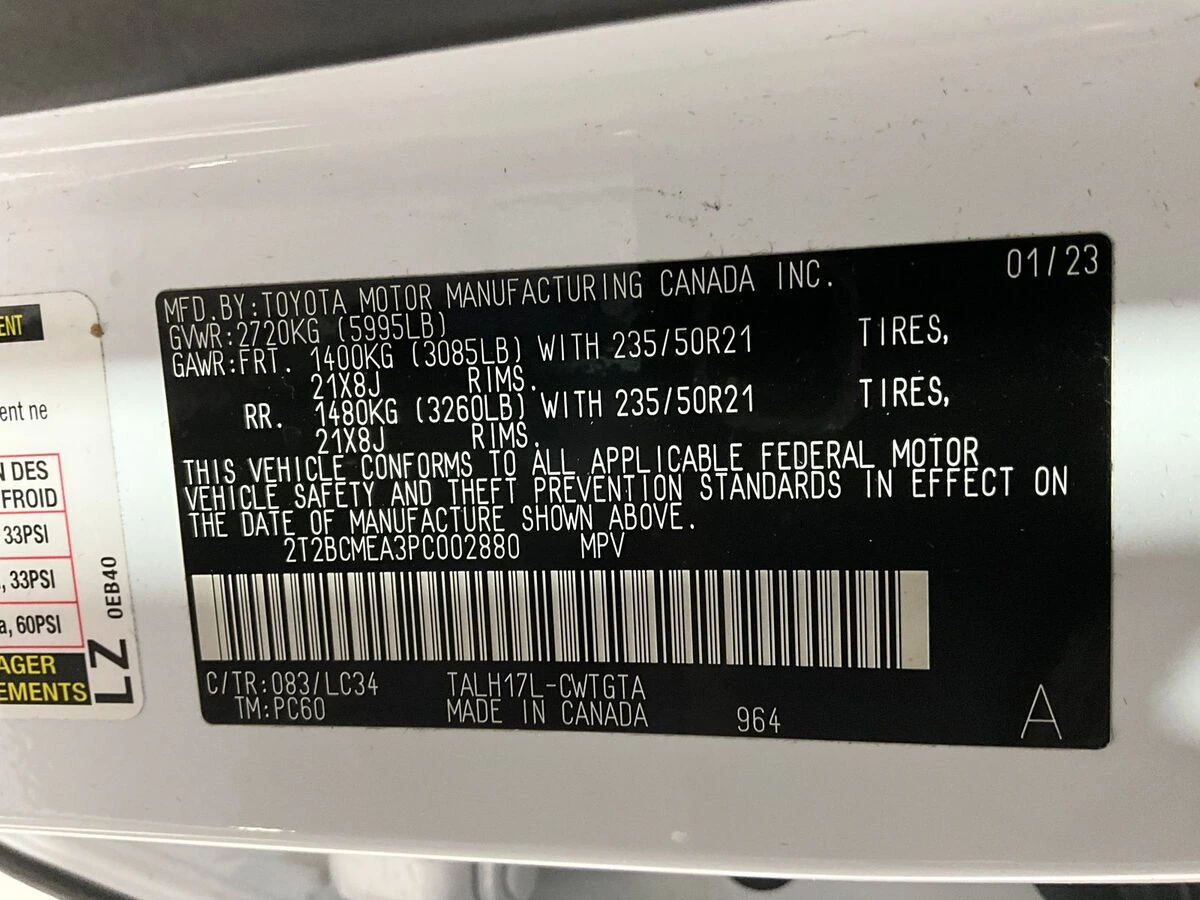 MFD.BY:TOYOTA MOTOR MANUFACTURING CANADA INC. 01/23
GVWR:2720KG (5995LB)
GAWR:FRT. 1400KG (3085LB) WITH 235/50R21 TIRES,
21X8J RIMS.
RR. 1480KG (3260LB) WITH 235/50R21 TIRES,
21X8J RIMS.
THIS VEHICLE CONFORMS TO ALL APPLICABLE FEDERAL MOTOR
VEHICLE SAFETY AND THEFT PREVENTION STANDARDS IN EFFECT ON
THE DATE OF MANUFACTURE SHOWN ABOVE.
2T2BCMEA3PC002880 MPV
C/TR:083/LC34 TALH17L-CWTGTA
TM:PC60 MADE IN CANADA 964 A
ENT
ent ne
N DES
FROID
33PSI
, 33PSI
a, 60PSI
AGER
EMENTS
LZ 0EB40